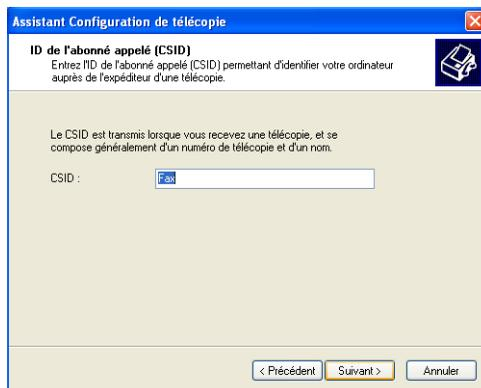 Assistant Configuration de télécopie
ID de l'abonné appelé (CSID)
Entrez l'ID de l'abonné appelé (CSID) permettant d'identifier votre ordinateur
auprès de l'expéditeur d'une télécopie.
Le CSID est transmis lorsque vous recevez une télécopie, et se
compose généralement d'un numéro de télécopie et d'un nom.
CSID : Fax
< Précédent Suivant > Annuler